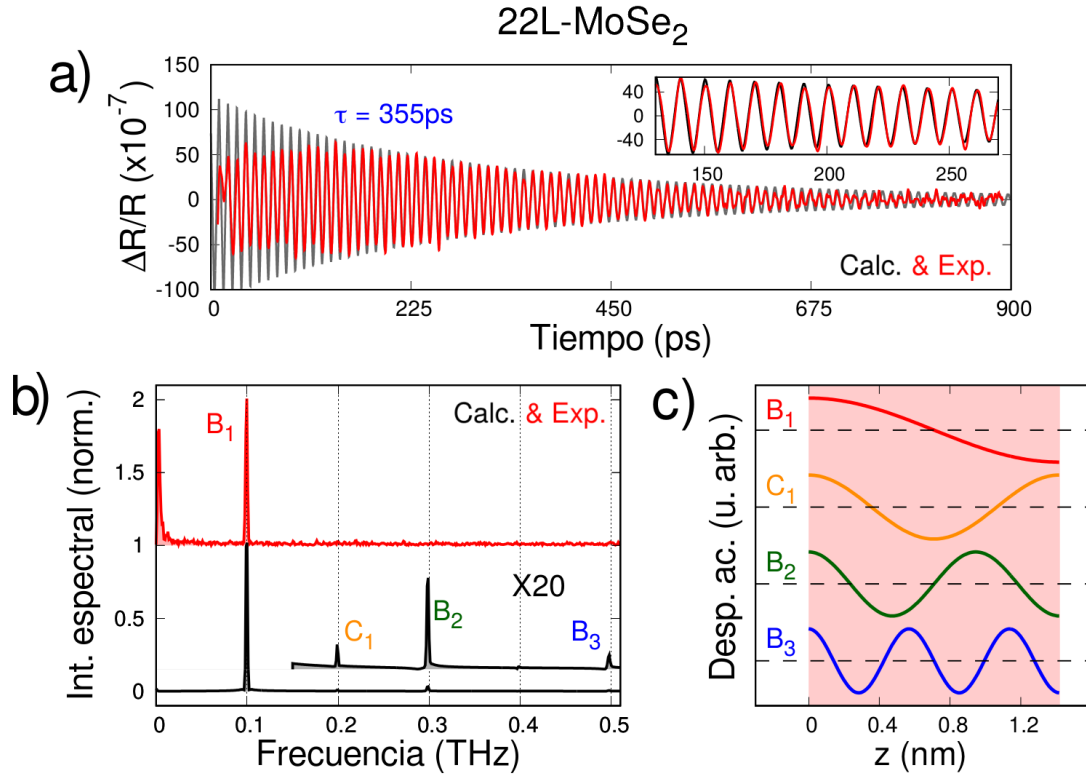 22L-MoSe₂
a)
ΔR/R (x10⁻⁷)
150
100
50
0
-50
-100
τ = 355ps
40
0
-40
150 200 250
Calc. & Exp.
0 225 450 675 900
Tiempo (ps)
b)
Int. espectral (norm.)
2
1.5
1
0.5
0
B₁
Calc. & Exp.
X20
C₁
B₂
B₃
0 0.1 0.2 0.3 0.4 0.5
Frecuencia (THz)
c)
Desp. ac. (u. arb.)
B₁
C₁
B₂
B₃
0 0.4 0.8 1.2
z (nm)